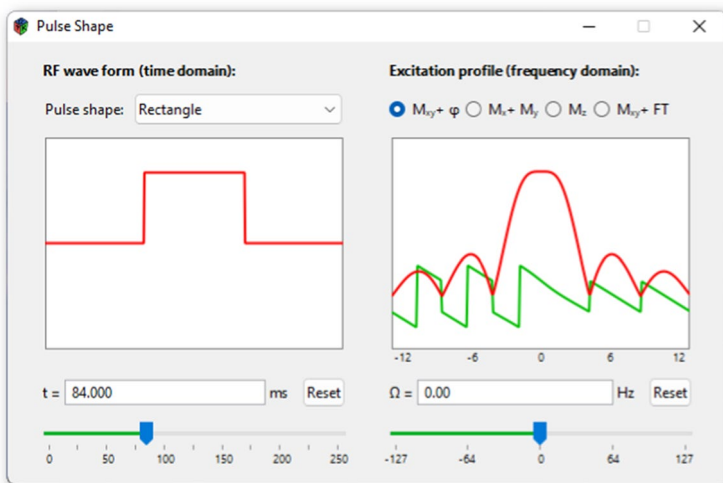 Pulse Shape
RF wave form (time domain):
Excitation profile (frequency domain):
Pulse shape: Rectangle
Mxy+ φ Mx+ My Mz Mxy+ FT
-12 -6 0 6 12
t = 84.000 ms Reset
Ω = 0.00 Hz Reset
0 50 100 150 200 250
-127 -64 0 64 127